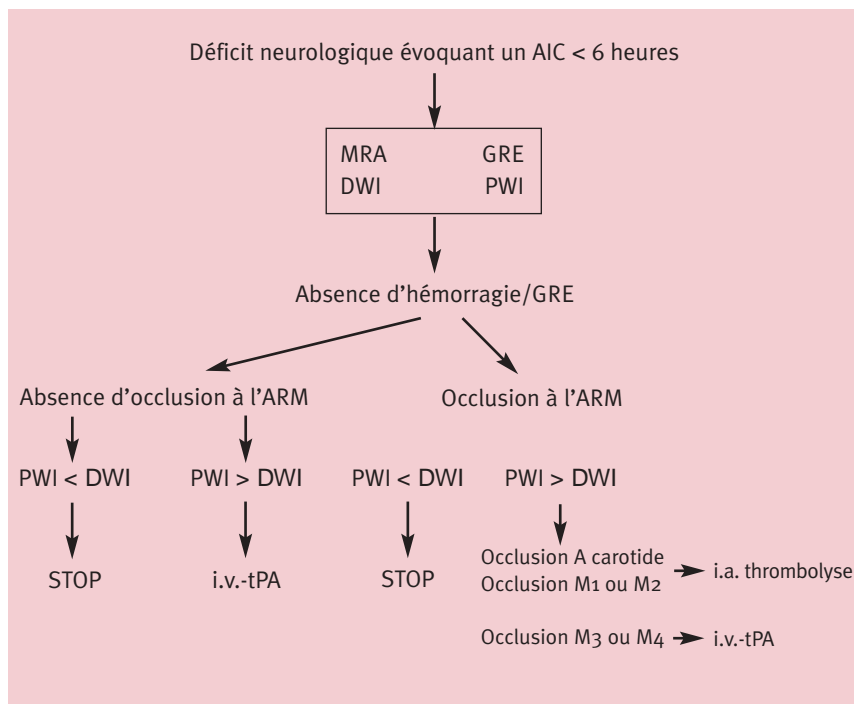 Déficit neurologique évoquant un AIC < 6 heures
MRA GRE
DWI PWI
Absence d'hémorragie/GRE
Absence d'occlusion à l'ARM Occlusion à l'ARM
PWI < DWI PWI > DWI PWI < DWI PWI > DWI
STOP i.v.-tPA STOP
Occlusion A carotide
Occlusion M1 ou M2
i.a. thrombolyse
Occlusion M3 ou M4 i.v.-tPA